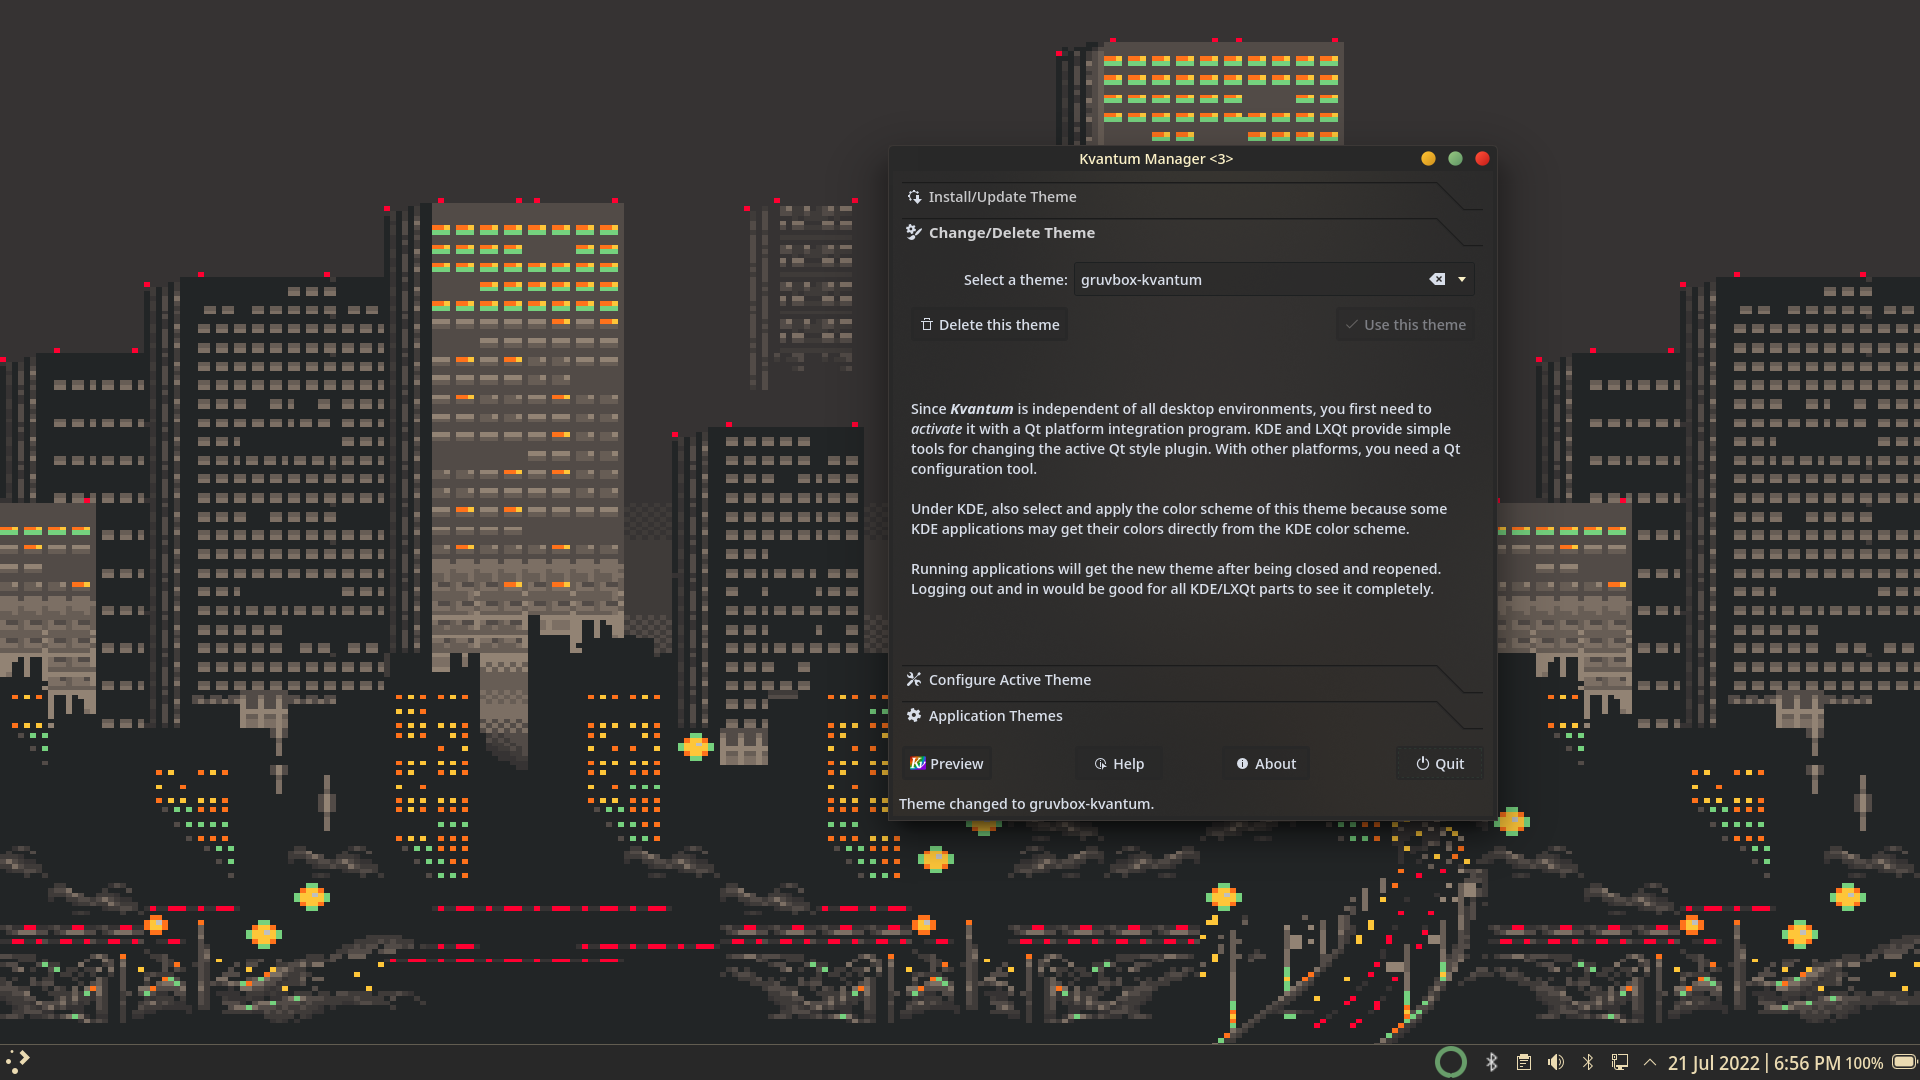 Kvantum Manager <3>
Install/Update Theme
Change/Delete Theme
Select a theme: gruvbox-kvantum
Delete this theme
Use this theme
Since Kvantum is independent of all desktop environments, you first need to
activate it with a Qt platform integration program. KDE and LXQt provide simple
tools for changing the active Qt style plugin. With other platforms, you need a Qt
configuration tool.
Under KDE, also select and apply the color scheme of this theme because some
KDE applications may get their colors directly from the KDE color scheme.
Running applications will get the new theme after being closed and reopened.
Logging out and in would be good for all KDE/LXQt parts to see it completely.
Configure Active Theme
Application Themes
Preview
Help
About
Quit
Theme changed to gruvbox-kvantum.
21 Jul 2022 | 6:56 PM 100%